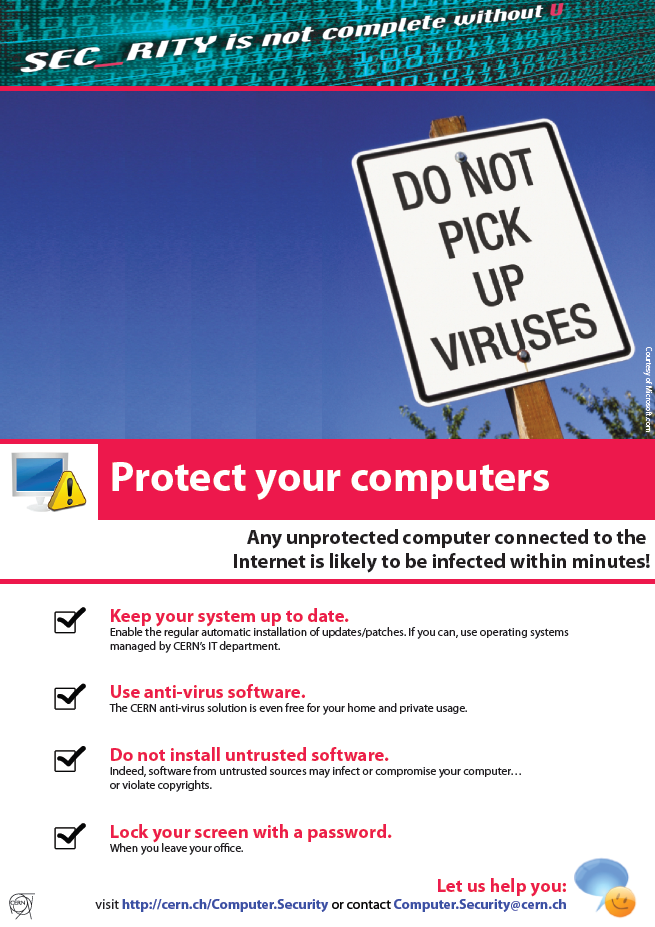 SEC_RITY is not complete without U
DO NOT
PICK
UP
VIRUSES
Courtesy of Microsoft.com
Protect your computers
Any unprotected computer connected to the
Internet is likely to be infected within minutes!
Keep your system up to date.
Enable the regular automatic installation of updates/patches. If you can, use operating systems
managed by CERN's IT department.
Use anti-virus software.
The CERN anti-virus solution is even free for your home and private usage.
Do not install untrusted software.
Indeed, software from untrusted sources may infect or compromise your computer…
or violate copyrights.
Lock your screen with a password.
When you leave your office.
Let us help you:
CERN
visit http://cern.ch/Computer.Security or contact Computer.Security@cern.ch